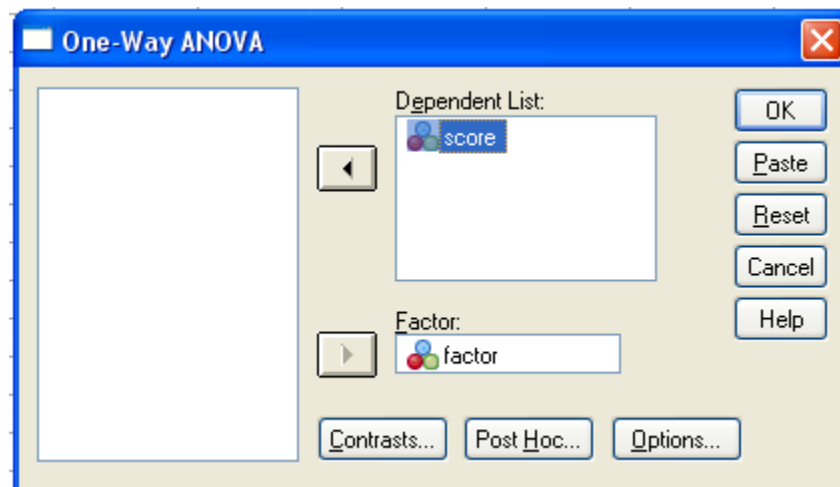 One-Way ANOVA
Dependent List:
score
OK
Paste
Reset
Cancel
Help
Factor:
factor
Contrasts...
Post Hoc...
Options...